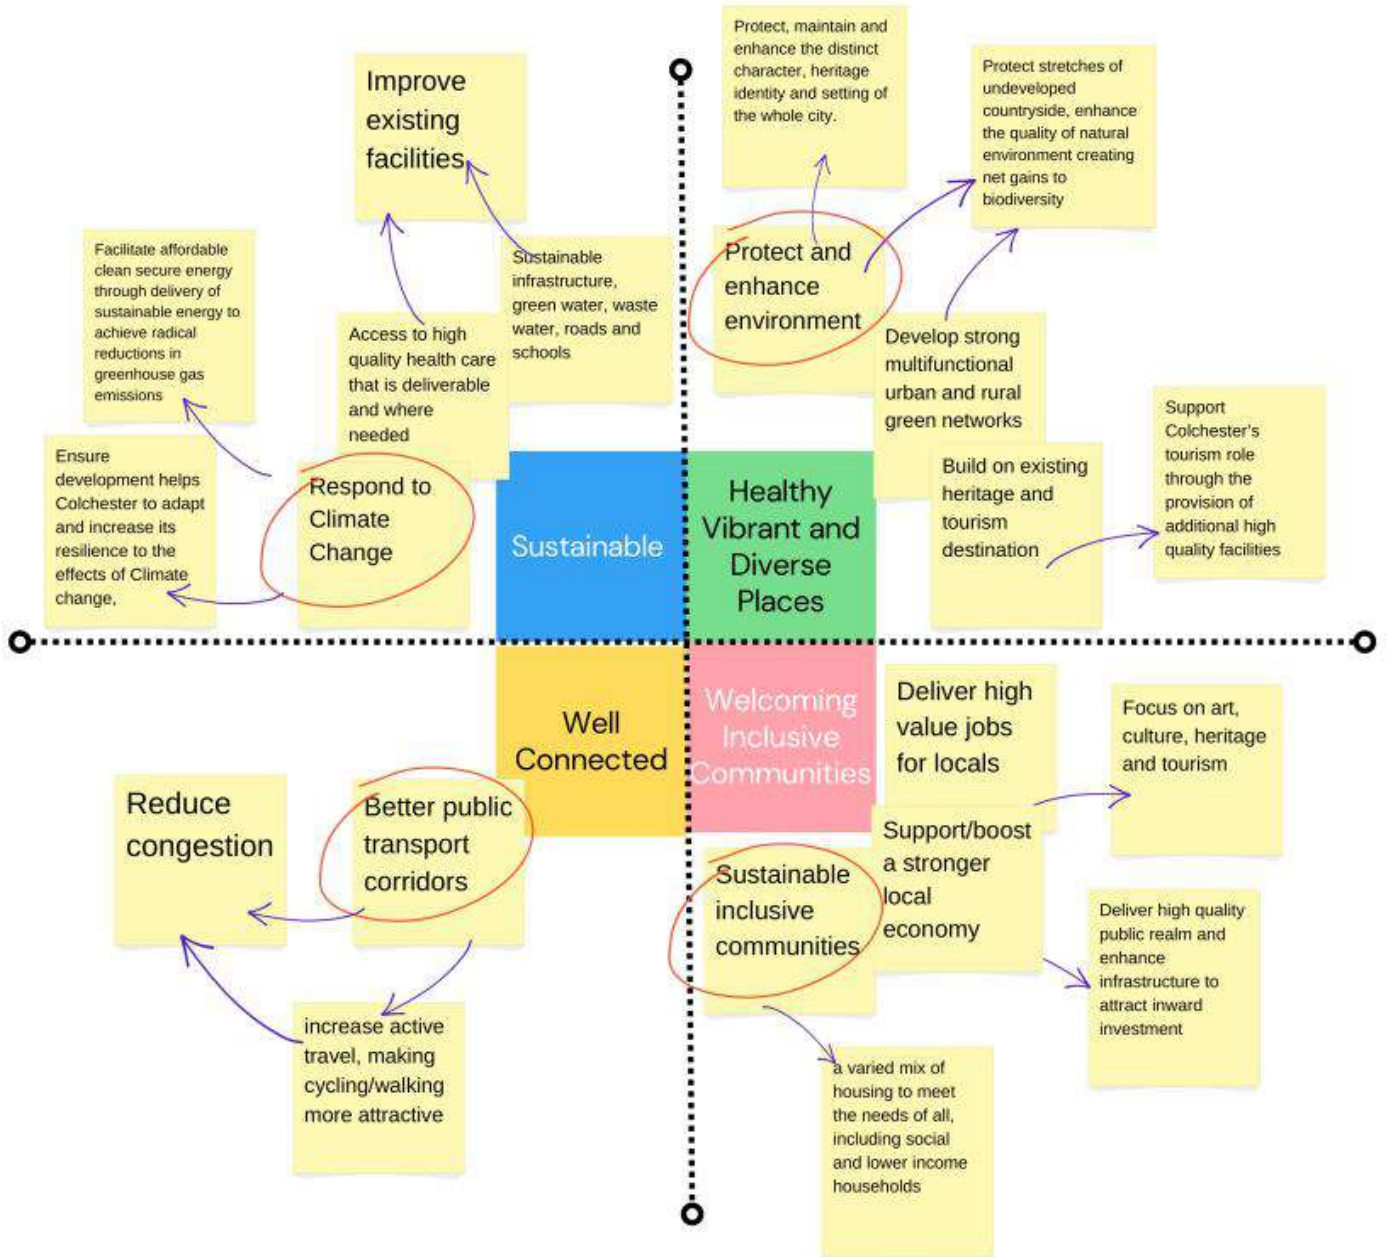 Improve
existing
facilities
Sustainable
infrastructure,
green water, waste
water, roads and
schools
Facilitate affordable
clean secure energy
through delivery of
sustainable energy to
achieve radical
reductions in
greenhouse gas
emissions
Access to high
quality health care
that is deliverable
and where
needed
Ensure
development helps
Colchester to adapt
and increase its
resilience to the
effects of Climate
change,
Respond to
Climate
Change
Sustainable
Protect, maintain and
enhance the distinct
character, heritage
identity and setting of
the whole city.
Protect stretches of
undeveloped
countryside, enhance
the quality of natural
environment creating
net gains to
biodiversity
Protect and
enhance
environment
Develop strong
multifunctional
urban and rural
green networks
Build on existing
heritage and
tourism
destination
Support
Colchester's
tourism role
through the
provision of
additional high
quality facilities
Healthy
Vibrant and
Diverse
Places
Well
Connected
Reduce
congestion
Better public
transport
corridors
increase active
travel, making
cycling/walking
more attractive
Welcoming
Inclusive
Communities
Deliver high
value jobs
for locals
Focus on art,
culture, heritage
and tourism
Support/boost
a stronger
local
economy
Sustainable
inclusive
communities
Deliver high quality
public realm and
enhance
infrastructure to
attract inward
investment
a varied mix of
housing to meet
the needs of all,
including social
and lower income
households